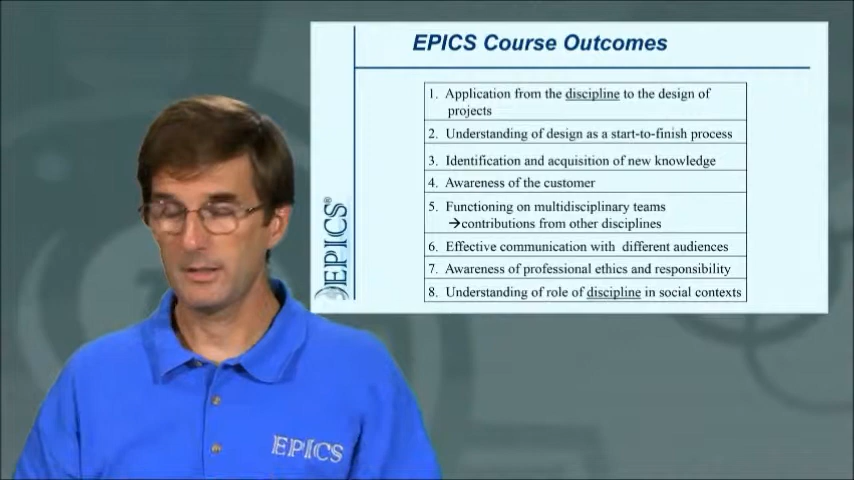 EPICS Course Outcomes
1. Application from the discipline to the design of
projects
2. Understanding of design as a start-to-finish process
3. Identification and acquisition of new knowledge
4. Awareness of the customer
5. Functioning on multidisciplinary teams
→contributions from other disciplines
6. Effective communication with different audiences
7. Awareness of professional ethics and responsibility
8. Understanding of role of discipline in social contexts
EPICS®
EPICS